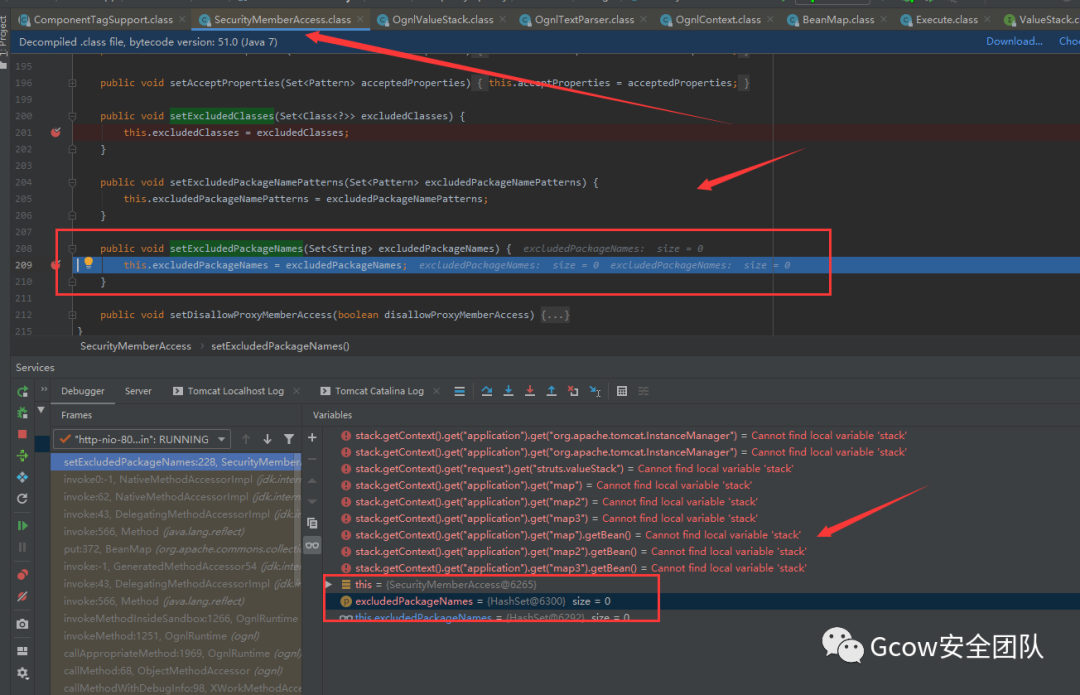 ComponentTagSupport.class
SecurityMemberAccess.class
OgnlValueStack.class
OgnlTextParser.class
OgnlContext.class
BeanMap.class
Execute.class
ValueStack.c
1: Project
Decompiled .class file, bytecode version: 51.0 (Java 7)
Download...
Choo
195
196 public void setAcceptProperties(Set<Pattern> acceptedProperties) { this.acceptProperties = acceptedProperties; }
199
200 public void setExcludedClasses(Set<Class<?>> excludedClasses) {
201 this.excludedClasses = excludedClasses;
202 }
203
204 public void setExcludedPackageNamePatterns(Set<Pattern> excludedPackageNamePatterns) {
205 this.excludedPackageNamePatterns = excludedPackageNamePatterns;
206 }
207
208 public void setExcludedPackageNames(Set<String> excludedPackageNames) { excludedPackageNames: size = 0
209 this.excludedPackageNames = excludedPackageNames; excludedPackageNames: size = 0 excludedPackageNames: size = 0
210 }
211
212 public void setDisallowProxyMemberAccess(boolean disallowProxyMemberAccess) {...}
215 }
SecurityMemberAccess › setExcludedPackageNames()
Services
Debugger
Server
Tomcat Localhost Log
Tomcat Catalina Log
Frames
Variables
"http-nio-80...in": RUNNING
setExcludedPackageNames:228, SecurityMember
invoke0:-1, NativeMethodAccessorImpl (jdk.intern
invoke:62, NativeMethodAccessorImpl (jdk.intern
invoke:43, DelegatingMethodAccessorImpl (jdk.
invoke:566, Method (java.lang.reflect)
put:372, BeanMap (org.apache.commons.collecti
invoke:-1, GeneratedMethodAccessor54 (jdk.inte
invoke:43, DelegatingMethodAccessorImpl (jdk.
invoke:566, Method (java.lang.reflect)
invokeMethodInsideSandbox:1266, OgnlRuntime
invokeMethod:1251, OgnlRuntime (ognl)
callAppropriateMethod:1969, OgnlRuntime (ognl)
callMethod:68, ObjectMethodAccessor (ognl)
callMethodWithDebugInfo:98, XWorkMethodAcce
stack.getContext().get("application").get("org.apache.tomcat.InstanceManager") = Cannot find local variable 'stack'
stack.getContext().get("application").get("org.apache.tomcat.InstanceManager") = Cannot find local variable 'stack'
stack.getContext().get("request").get("struts.valueStack") = Cannot find local variable 'stack'
stack.getContext().get("application").get("map") = Cannot find local variable 'stack'
stack.getContext().get("application").get("map2") = Cannot find local variable 'stack'
stack.getContext().get("application").get("map3") = Cannot find local variable 'stack'
stack.getContext().get("application").get("map").getBean() = Cannot find local variable 'stack'
stack.getContext().get("application").get("map2").getBean() = Cannot find local variable 'stack'
stack.getContext().get("application").get("map3").getBean() = Cannot find local variable 'stack'
this = {SecurityMemberAccess@6265}
excludedPackageNames = {HashSet@6300} size = 0
this.excludedPackageNames = {HashSet@6292} size = 0
Gcow安全团队